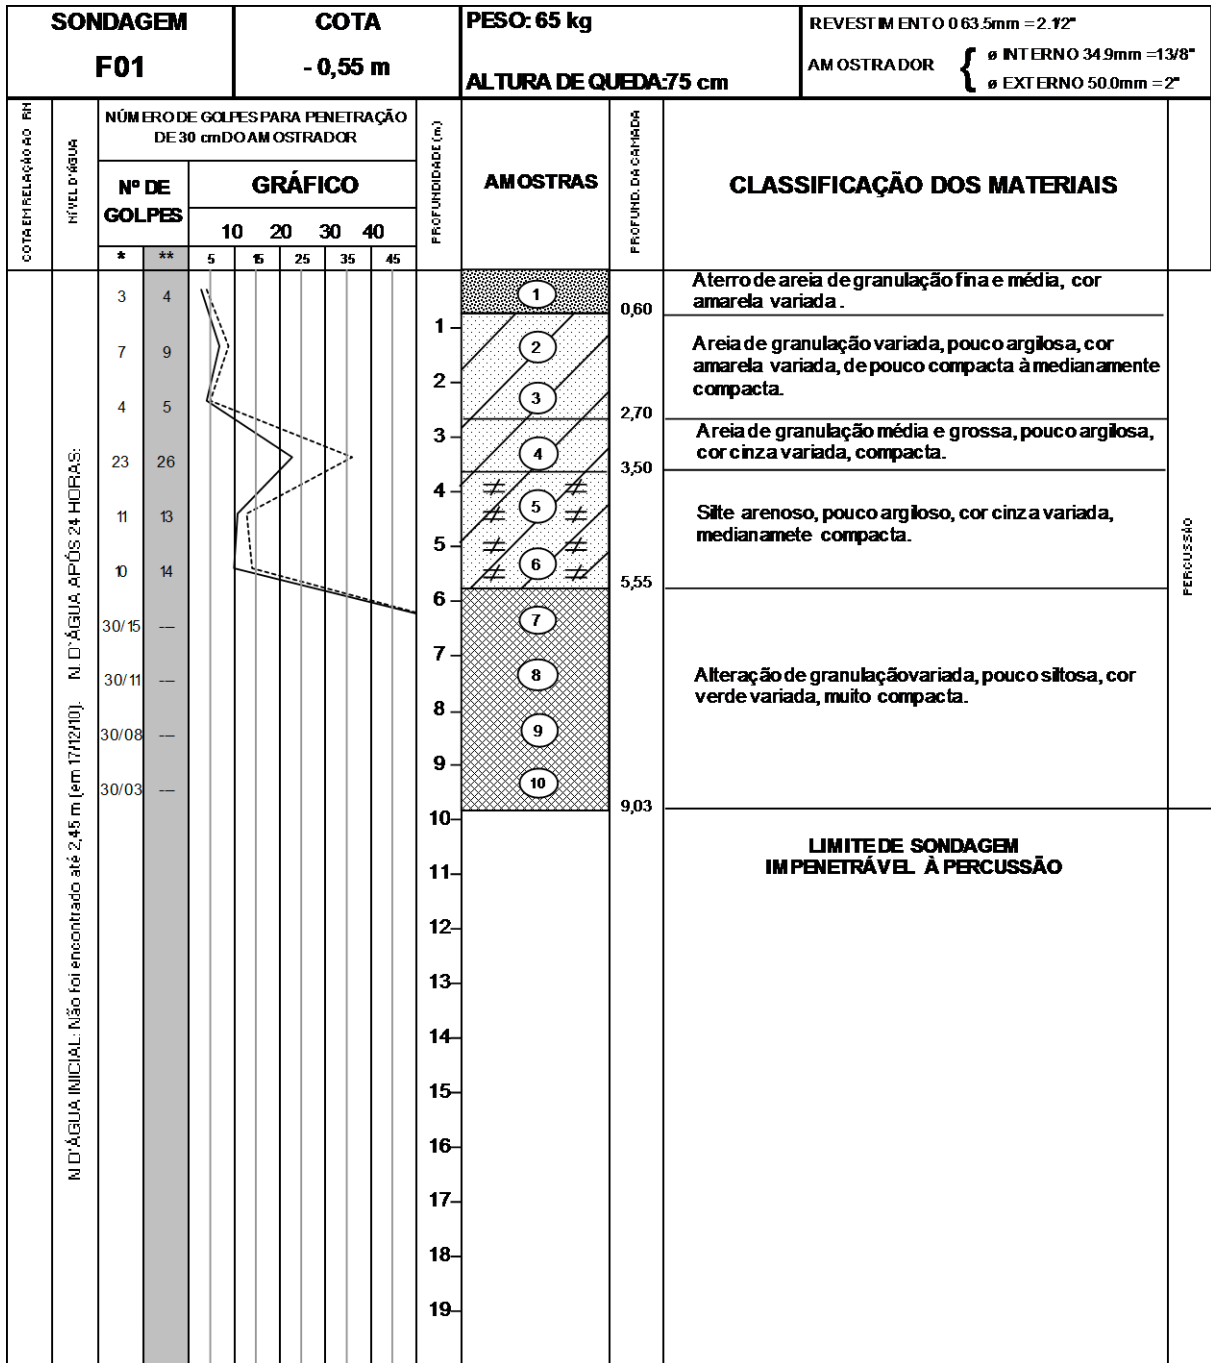 SONDAGEM
F01
COTA
- 0,55 m
PESO: 65 kg
ALTURA DE QUEDA:75 cm
REVESTIMENTO 0 63.5mm = 2.1/2"
AMOSTRADOR
ø INTERNO 34.9mm =13/8"
ø EXTERNO 50.0mm = 2"
COTA EM RELAÇÃO AO RN
NÍVEL D'ÁGUA
NÚMERO DE GOLPES PARA PENETRAÇÃO
DE 30 cm DO AMOSTRADOR
Nº DE
GOLPES
GRÁFICO
10 20 30 40
* ** 5 15 25 35 45
PROFUNDIDADE (m)
AMOSTRAS
PROFUND. DA CAMADA
CLASSIFICAÇÃO DOS MATERIAIS
N D'ÁGUA INICIAL: Não foi encontrado até 2,45 m (em 17/12/10). N. D'ÁGUA APÓS 24 HORAS:
3 4
7 9
4 5
23 26
11 13
10 14
30/15 ---
30/11 ---
30/08 ---
30/03 ---
1
2
3
4
5
6
7
8
9
10
11
12
13
14
15
16
17
18
19
1
2
3
4
5
6
7
8
9
10
0,60
2,70
3,50
5,55
9,03
Aterro de areia de granulação fina e média, cor
amarela variada .
Areia de granulação variada, pouco argilosa, cor
amarela variada, de pouco compacta à medianamente
compacta.
Areia de granulação média e grossa, pouco argilosa,
cor cinza variada, compacta.
Silte arenoso, pouco argiloso, cor cinza variada,
medianamete compacta.
Alteração de granulação variada, pouco siltosa, cor
verde variada, muito compacta.
LIMITE DE SONDAGEM
IMPENETRÁVEL À PERCUSSÃO
PERCUSSÃO